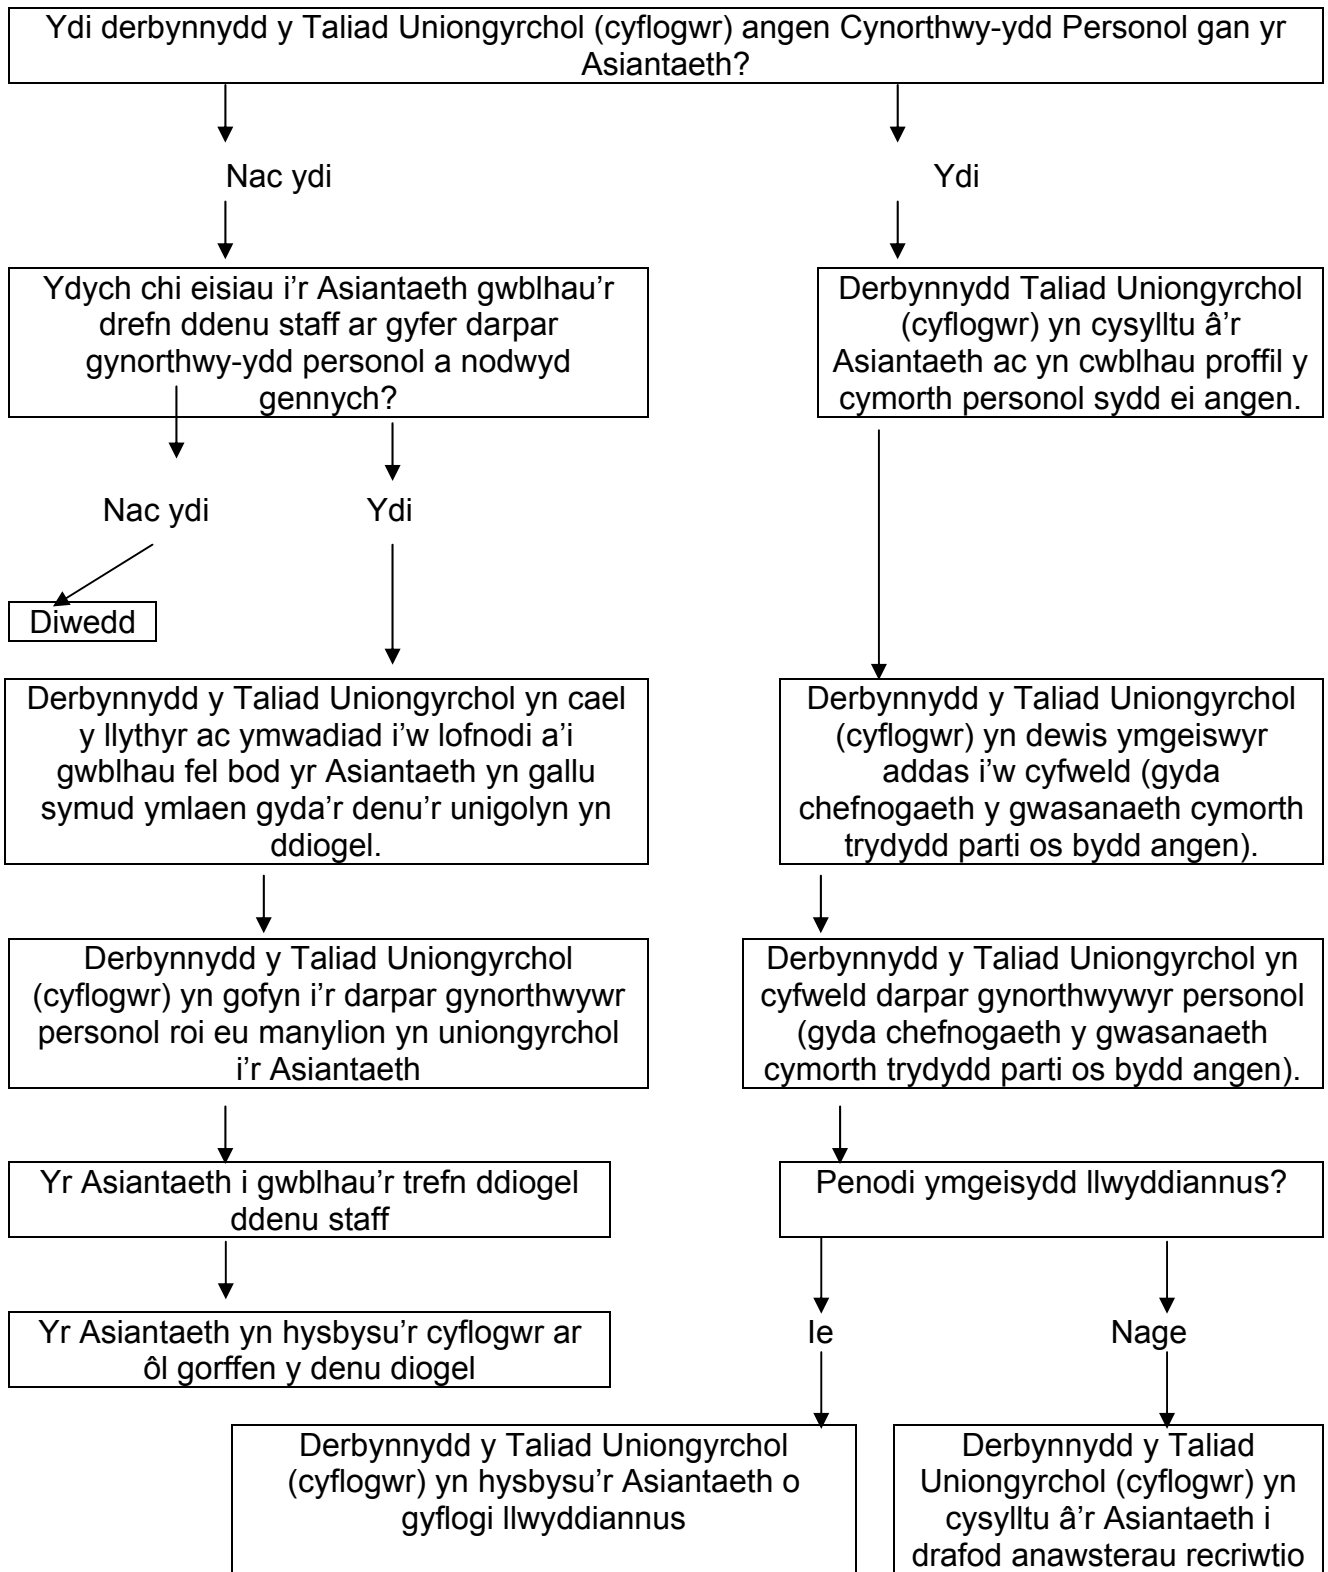 Ydi derbynnydd y Taliad Uniongyrchol (cyflogwr) angen Cynorthwy-ydd Personol gan yr
Asiantaeth?
Nac ydi
Ydi
Ydych chi eisiau i’r Asiantaeth gwblhau’r
drefn ddenu staff ar gyfer darpar
gynorthwy-ydd personol a nodwyd
gennych?
Derbynnydd Taliad Uniongyrchol
(cyflogwr) yn cysylltu â’r
Asiantaeth ac yn cwblhau proffil y
cymorth personol sydd ei angen.
Nac ydi
Ydi
Diwedd
Derbynnydd y Taliad Uniongyrchol yn cael
y llythyr ac ymwadiad i’w lofnodi a’i
gwblhau fel bod yr Asiantaeth yn gallu
symud ymlaen gyda’r denu’r unigolyn yn
ddiogel.
Derbynnydd y Taliad Uniongyrchol
(cyflogwr) yn dewis ymgeiswyr
addas i’w cyfweld (gyda
chefnogaeth y gwasanaeth cymorth
trydydd parti os bydd angen).
Derbynnydd y Taliad Uniongyrchol
(cyflogwr) yn gofyn i’r darpar gynorthwywr
personol roi eu manylion yn uniongyrchol
i’r Asiantaeth
Derbynnydd y Taliad Uniongyrchol yn
cyfweld darpar gynorthwywyr personol
(gyda chefnogaeth y gwasanaeth
cymorth trydydd parti os bydd angen).
Yr Asiantaeth i gwblhau’r trefn ddiogel
ddenu staff
Penodi ymgeisydd llwyddiannus?
Yr Asiantaeth yn hysbysu’r cyflogwr ar
ôl gorffen y denu diogel
Ie
Nage
Derbynnydd y Taliad Uniongyrchol
(cyflogwr) yn hysbysu’r Asiantaeth o
gyflogi llwyddiannus
Derbynnydd y Taliad
Uniongyrchol (cyflogwr) yn
cysylltu â’r Asiantaeth i
drafod anawsterau recriwtio